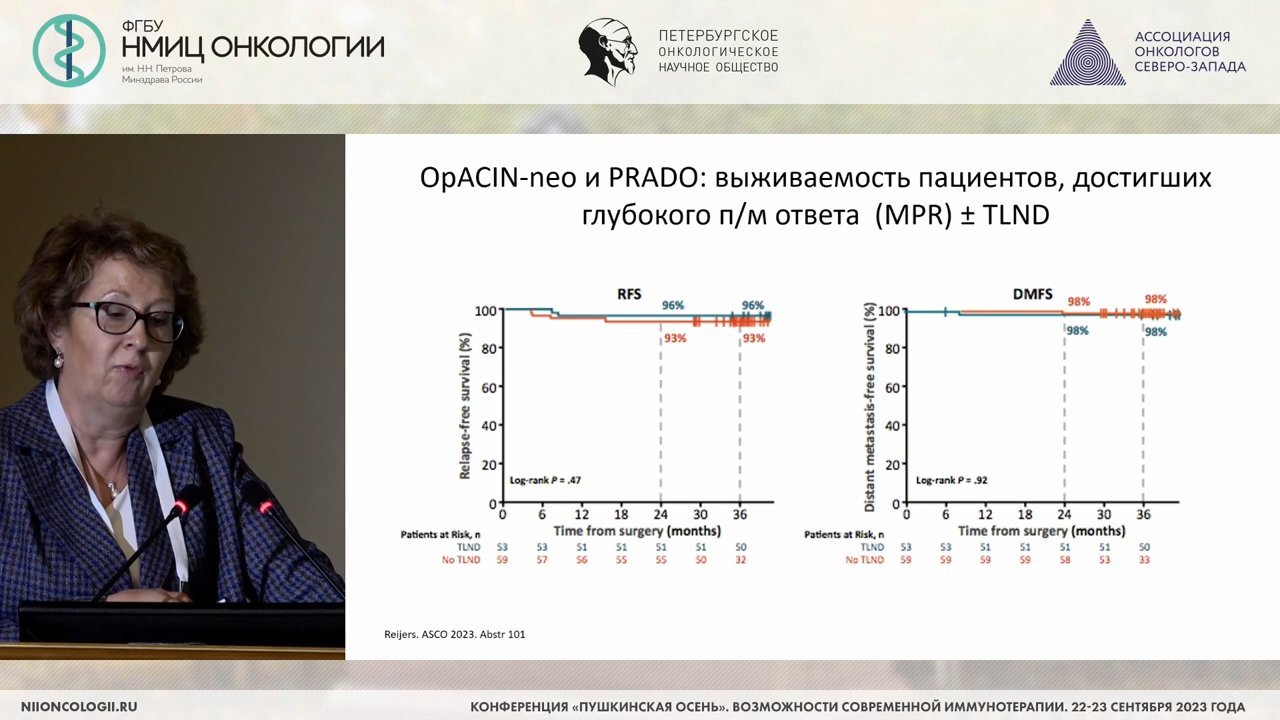 ФГБУ
НМИЦ ОНКОЛОГИИ
им. Н.Н. Петрова
Минздрава России
ПЕТЕРБУРГСКОЕ
ОНКОЛОГИЧЕСКОЕ
НАУЧНОЕ ОБЩЕСТВО
АССОЦИАЦИЯ
ОНКОЛОГОВ
СЕВЕРО-ЗАПАДА
OpACIN-neo и PRADO: выживаемость пациентов, достигших
глубокого п/м ответа (MPR) ± TLND
RFS
Relapse-free survival (%)
100
80
60
40
20
0
96%
96%
93%
93%
Log-rank P = .47
0 6 12 18 24 30 36
Time from surgery (months)
Patients at Risk, n
TLND 53 53 51 51 51 51 50
No TLND 59 57 56 55 55 50 32
DMFS
Distant metastasis-free survival (%)
100
80
60
40
20
0
98%
98%
98%
98%
Log-rank P = .92
0 6 12 18 24 30 36
Time from surgery (months)
Patients at Risk, n
TLND 53 53 51 51 51 51 50
No TLND 59 59 59 59 58 53 33
Reijers. ASCO 2023. Abstr 101
NIIONCOLOGII.RU
КОНФЕРЕНЦИЯ «ПУШКИНСКАЯ ОСЕНЬ». ВОЗМОЖНОСТИ СОВРЕМЕННОЙ ИММУНОТЕРАПИИ. 22-23 СЕНТЯБРЯ 2023 ГОДА